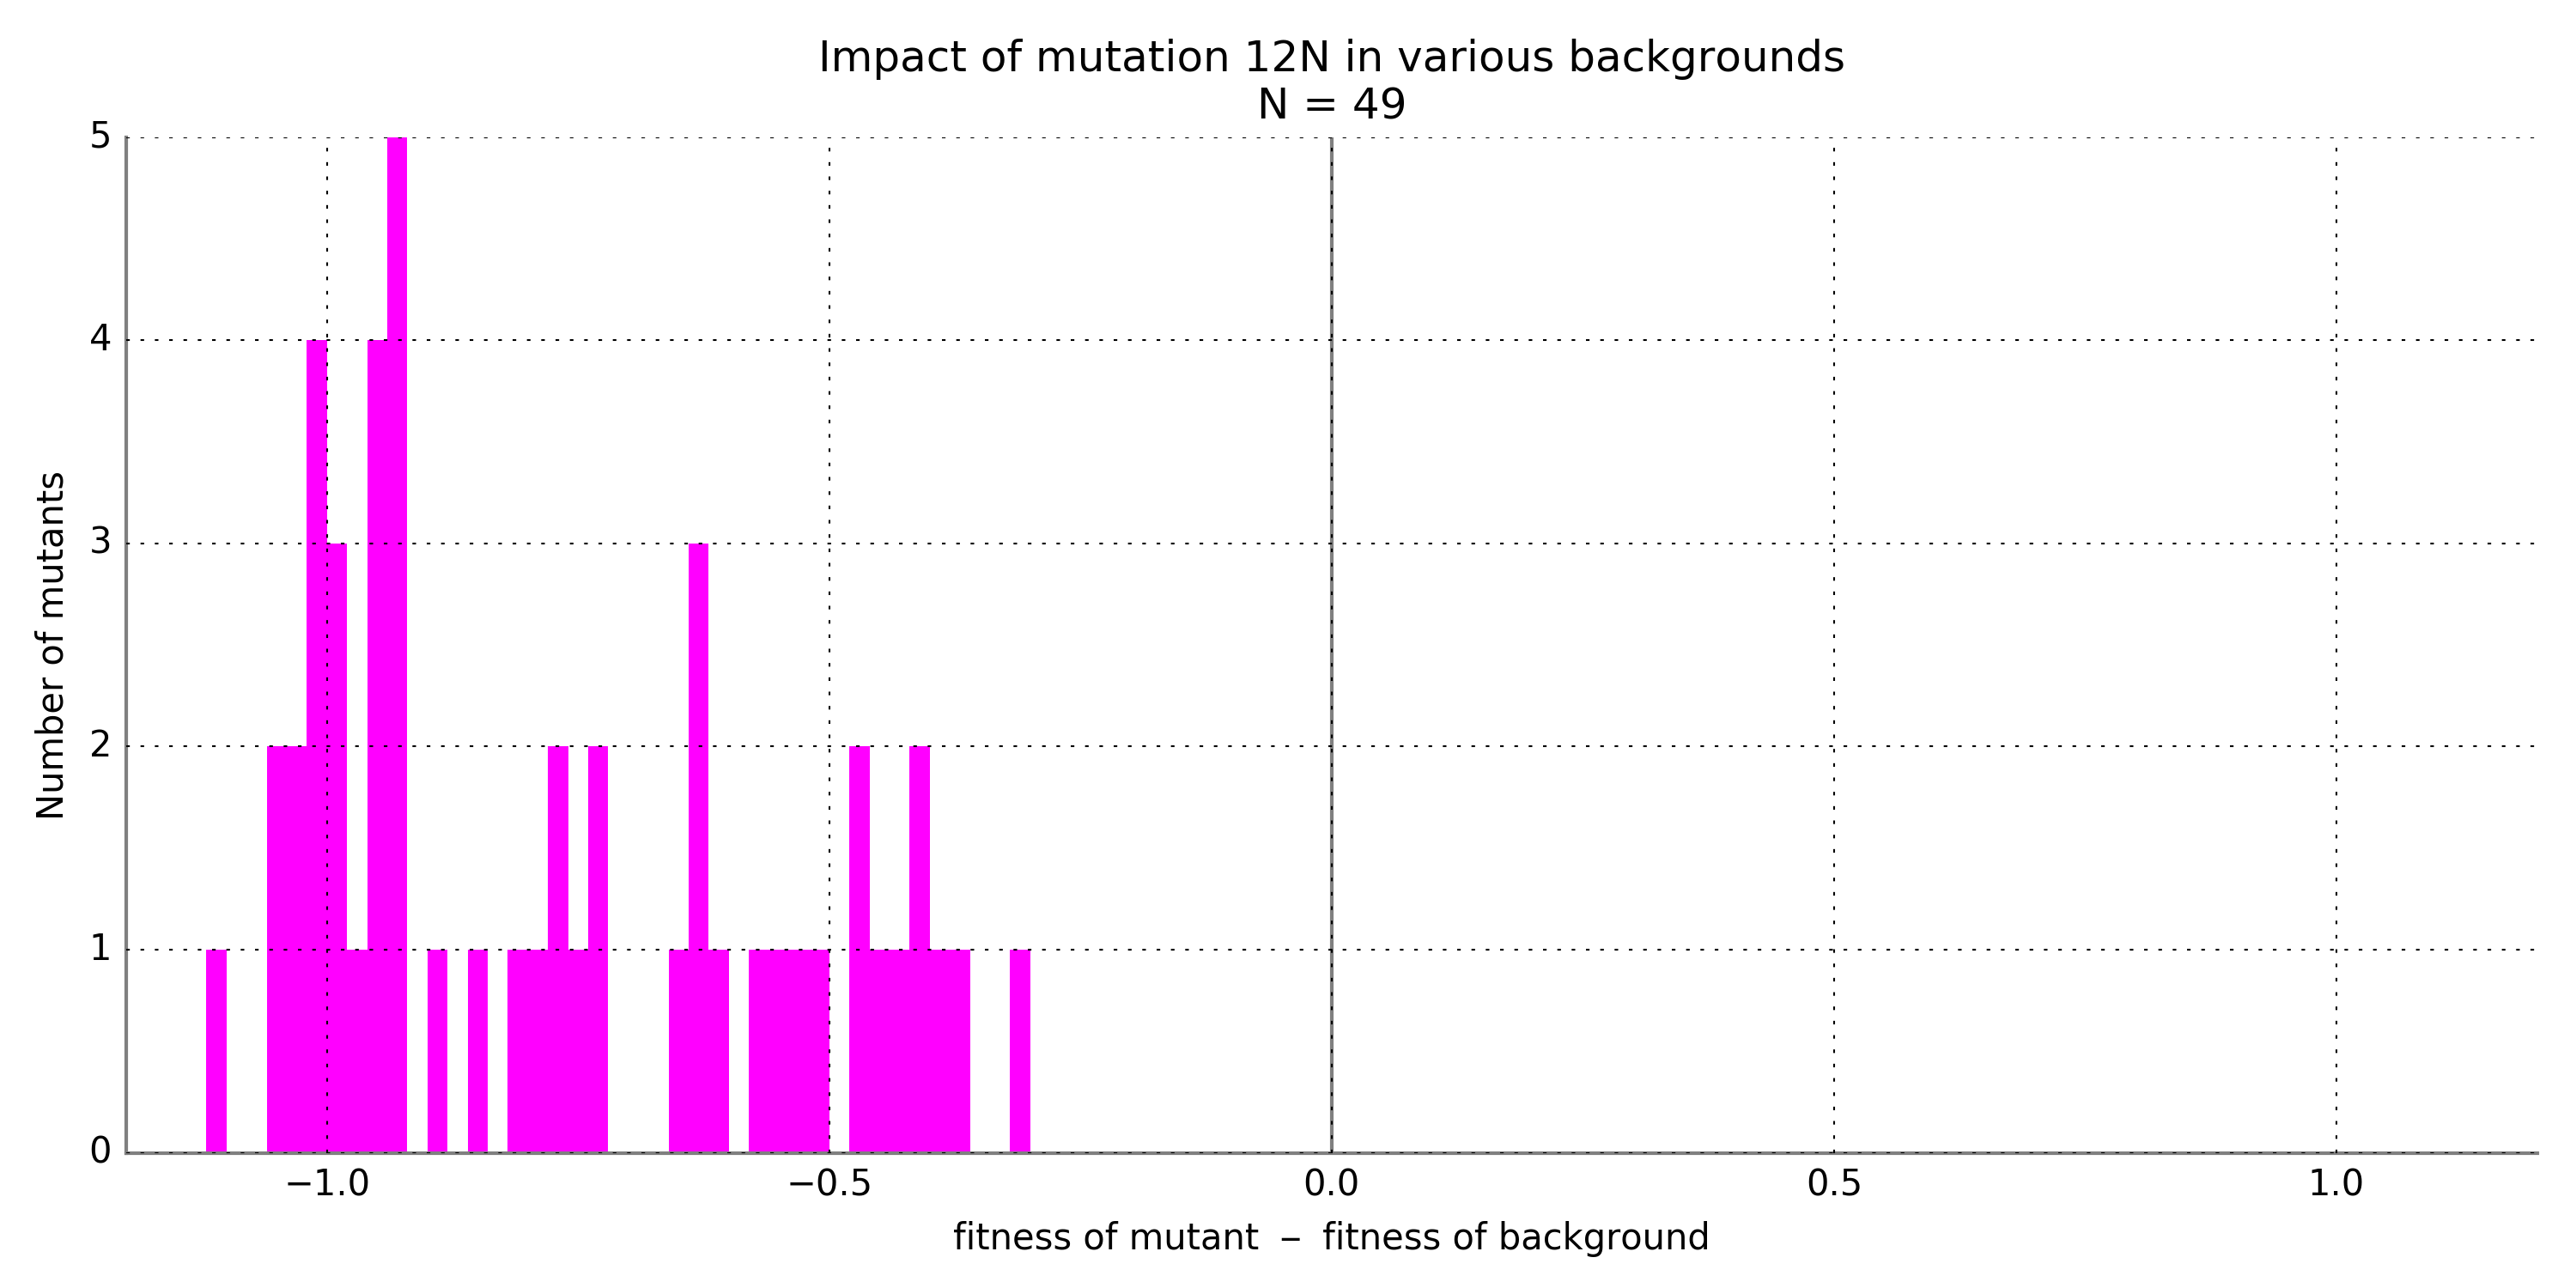 Impact of mutation 12N in various backgrounds
N = 49
Number of mutants
5
4
3
2
1
0
−1.0
−0.5
0.0
0.5
1.0
fitness of mutant – fitness of background